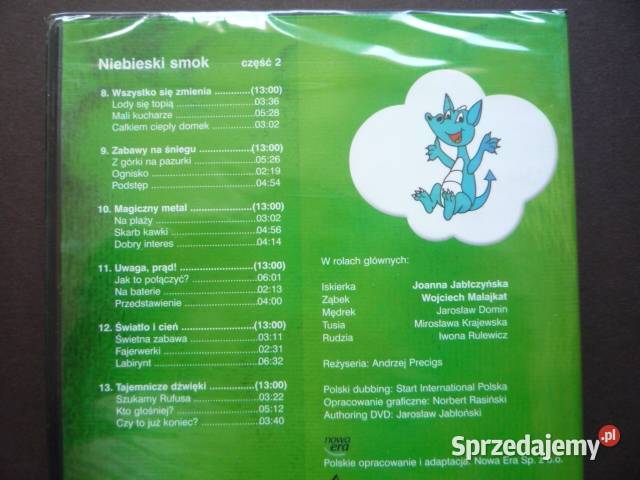 Niebieski smok część 2
8. Wszystko się zmienia ..............(13:00)
Lody się topią ........................03:36
Mali kucharze ........................05:28
Całkiem ciepły domek ............03:02
9. Zabawy na śniegu ................(13:00)
Z górki na pazurki ..................05:26
Ognisko ................................02:19
Podstęp ................................04:54
10. Magiczny metal ..................(13:00)
Na plaży ................................03:02
Skarb kawki ..........................04:56
Dobry interes ........................04:14
11. Uwaga, prąd! ......................(13:00)
Jak to połączyć? ....................06:01
Na baterie ..............................02:13
Przedstawienie ......................04:00
12. Światło i cień ......................(13:00)
Świetna zabawa ....................03:11
Fajerwerki ..............................02:31
Labirynt ................................06:32
13. Tajemnicze dźwięki ............(13:00)
Szukamy Rufusa ....................03:22
Kto głośniej? ..........................05:12
Czy to już koniec? ..................03:40
W rolach głównych:
Iskierka Joanna Jabłczyńska
Ząbek Wojciech Malajkat
Mędrek Jarosław Domin
Tusia Mirosława Krajewska
Rudzia Iwona Rulewicz
Reżyseria: Andrzej Precigs
Polski dubbing: Start International Polska
Opracowanie graficzne: Norbert Rasiński
Authoring DVD: Jarosław Jabłoński
nowa
era
Polskie opracowanie i adaptacja: Nowa Era Sp. z o.o.
Sprzedajemy.pl